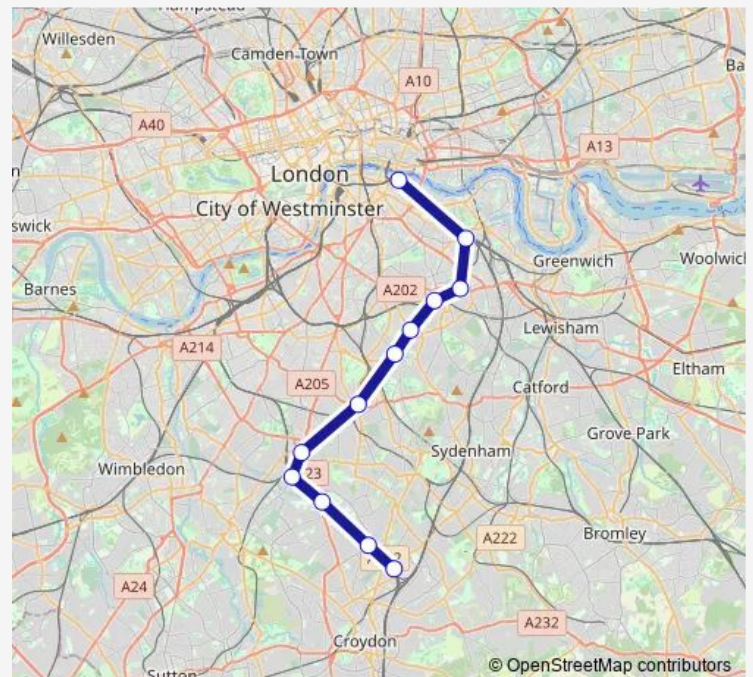 Willesden
Camden Town
A10
A40
A13
London
City of Westminster
swick
Greenwich
Barnes
A202
Lewisham
A214
Eltham
A205
Catford
Grove Park
Wimbledon
Sydenham
23
A222
Bromley
A24
A232
Croydon
© OpenStreetMap contributors